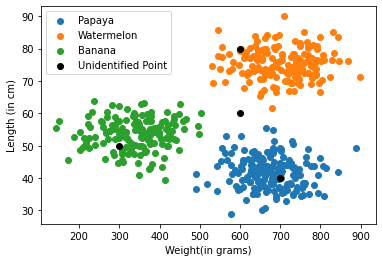 Papaya
Watermelon
Banana
Unidentified Point
Length (in cm)
90
80
70
60
50
40
30
200 300 400 500 600 700 800 900
Weight(in grams)